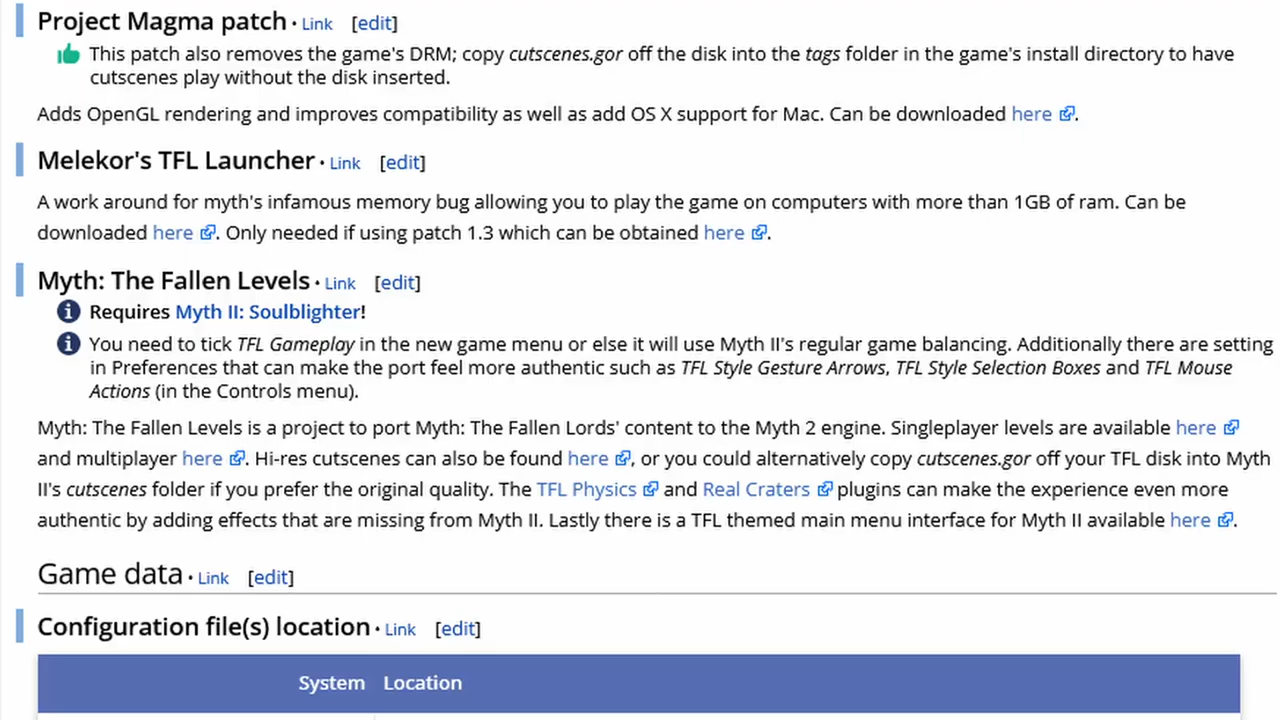 Project Magma patch · Link [edit]
This patch also removes the game's DRM; copy cutscenes.gor off the disk into the tags folder in the game's install directory to have
cutscenes play without the disk inserted.
Adds OpenGL rendering and improves compatibility as well as add OS X support for Mac. Can be downloaded here.
Melekor's TFL Launcher · Link [edit]
A work around for myth's infamous memory bug allowing you to play the game on computers with more than 1GB of ram. Can be
downloaded here. Only needed if using patch 1.3 which can be obtained here.
Myth: The Fallen Levels · Link [edit]
Requires Myth II: Soulblighter!
You need to tick TFL Gameplay in the new game menu or else it will use Myth II's regular game balancing. Additionally there are setting
in Preferences that can make the port feel more authentic such as TFL Style Gesture Arrows, TFL Style Selection Boxes and TFL Mouse
Actions (in the Controls menu).
Myth: The Fallen Levels is a project to port Myth: The Fallen Lords' content to the Myth 2 engine. Singleplayer levels are available here
and multiplayer here. Hi-res cutscenes can also be found here, or you could alternatively copy cutscenes.gor off your TFL disk into Myth
II's cutscenes folder if you prefer the original quality. The TFL Physics and Real Craters plugins can make the experience even more
authentic by adding effects that are missing from Myth II. Lastly there is a TFL themed main menu interface for Myth II available here.
Game data · Link [edit]
Configuration file(s) location · Link [edit]
System Location